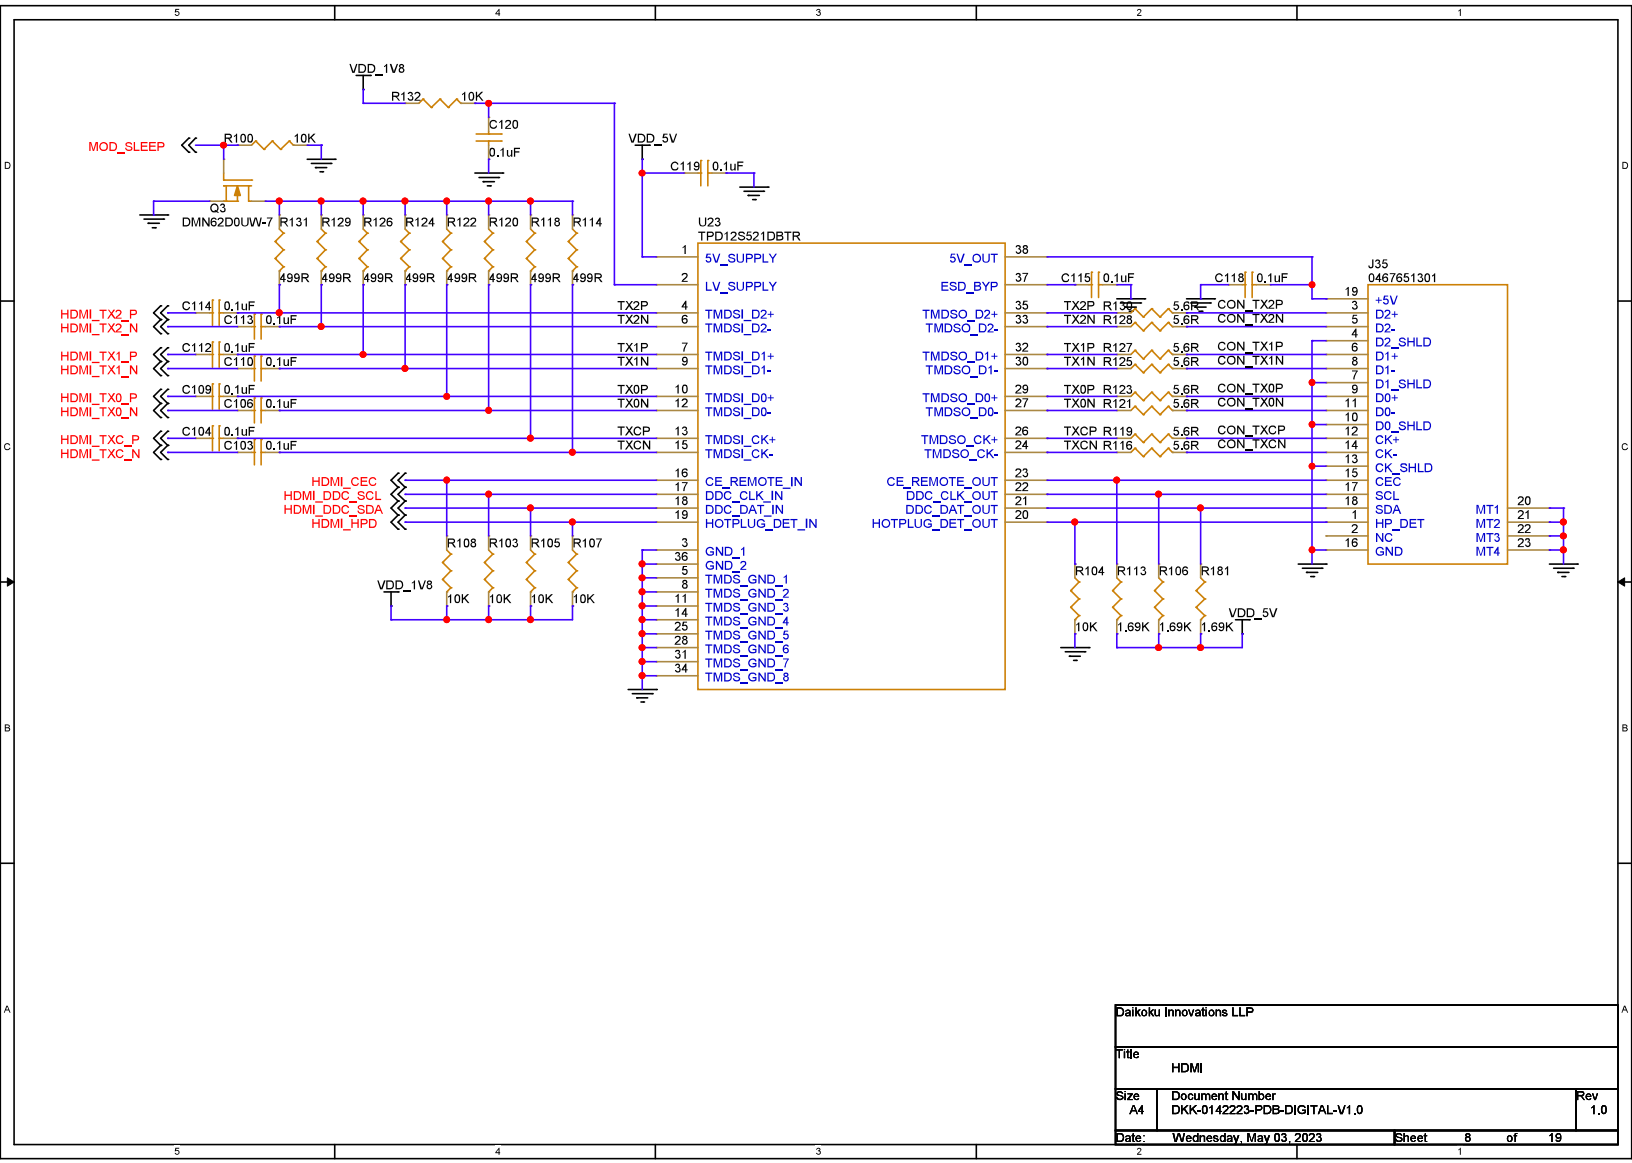 5 4 3 2 1
VDD_1V8
R132 10K
C120
0.1uF
VDD_5V
R100 10K
MOD_SLEEP
D D
C119 0.1uF
Q3
DMN62D0UW-7
R131 R129 R126 R124 R122 R120 R118 R114
499R 499R 499R 499R 499R 499R 499R 499R
U23
TPD12S521DBTR
1 5V_SUPPLY 5V_OUT 38
2 LV_SUPPLY ESD_BYP 37
C115 0.1uF C118 0.1uF
J35
0467651301
19 +5V
HDMI_TX2_P C114 0.1uF TX2P 4 TMDSI_D2+ TMDSO_D2+ 35 TX2P R130 5.6R CON_TX2P 3 D2+
HDMI_TX2_N C113 0.1uF TX2N 6 TMDSI_D2- TMDSO_D2- 33 TX2N R128 5.6R CON_TX2N 5 D2-
4 D2_SHLD
HDMI_TX1_P C112 0.1uF TX1P 7 TMDSI_D1+ TMDSO_D1+ 32 TX1P R127 5.6R CON_TX1P 6 D1+
HDMI_TX1_N C110 0.1uF TX1N 9 TMDSI_D1- TMDSO_D1- 30 TX1N R125 5.6R CON_TX1N 8 D1-
7 D1_SHLD
HDMI_TX0_P C109 0.1uF TX0P 10 TMDSI_D0+ TMDSO_D0+ 29 TX0P R123 5.6R CON_TX0P 9 D0+
HDMI_TX0_N C106 0.1uF TX0N 12 TMDSI_D0- TMDSO_D0- 27 TX0N R121 5.6R CON_TX0N 11 D0-
10 D0_SHLD
HDMI_TXC_P C104 0.1uF TXCP 13 TMDSI_CK+ TMDSO_CK+ 26 TXCP R119 5.6R CON_TXCP 12 CK+
HDMI_TXC_N C103 0.1uF TXCN 15 TMDSI_CK- TMDSO_CK- 24 TXCN R116 5.6R CON_TXCN 14 CK-
C C
13 CK_SHLD
HDMI_CEC 16 CE_REMOTE_IN CE_REMOTE_OUT 23 15 CEC
HDMI_DDC_SCL 17 DDC_CLK_IN DDC_CLK_OUT 22 17 SCL
HDMI_DDC_SDA 18 DDC_DAT_IN DDC_DAT_OUT 21 18 SDA MT1 20
HDMI_HPD 19 HOTPLUG_DET_IN HOTPLUG_DET_OUT 20 1 HP_DET MT2 21
2 NC MT3 22
16 GND MT4 23
R108 R103 R105 R107
10K 10K 10K 10K
VDD_1V8
3 GND_1
36 GND_2
5 TMDS_GND_1
8 TMDS_GND_2
11 TMDS_GND_3
14 TMDS_GND_4
25 TMDS_GND_5
28 TMDS_GND_6
31 TMDS_GND_7
34 TMDS_GND_8
R104 R113 R106 R181
10K 1.69K 1.69K 1.69K
VDD_5V
B B
A A
Daikoku Innovations LLP
Title
HDMI
Size Document Number Rev
A4 DKK-0142223-PDB-DIGITAL-V1.0 1.0
Date: Wednesday, May 03, 2023 Sheet 8 of 19
5 4 3 2 1